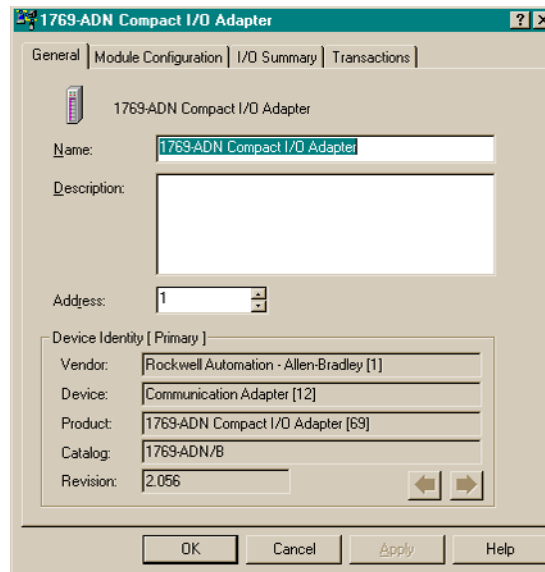 1769-ADN Compact I/O Adapter
General Module Configuration I/O Summary Transactions
1769-ADN Compact I/O Adapter
Name: 1769-ADN Compact I/O Adapter
Description:
Address: 1
Device Identity [ Primary ]
Vendor: Rockwell Automation - Allen-Bradley [1]
Device: Communication Adapter [12]
Product: 1769-ADN Compact I/O Adapter [69]
Catalog: 1769-ADN/B
Revision: 2.056
OK Cancel Apply Help